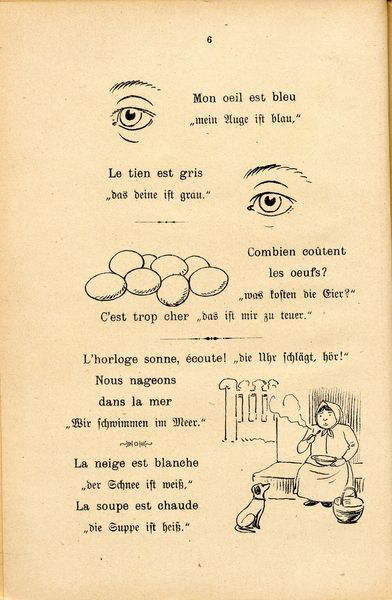 6
Mon oeil est bleu
„mein Auge ist blau,“
Le tien est gris
„das deine ist grau.“
Combien coûtent
les oeufs?
„was kosten die Eier?“
C'est trop cher „das ist mir zu teuer.“
L'horloge sonne, écoute! „die Uhr schlägt, hör!“
Nous nageons
dans la mer
„Wir schwimmen im Meer.“
La neige est blanche
„der Schnee ist weiß,“
La soupe est chaude
„die Suppe ist heiß.“